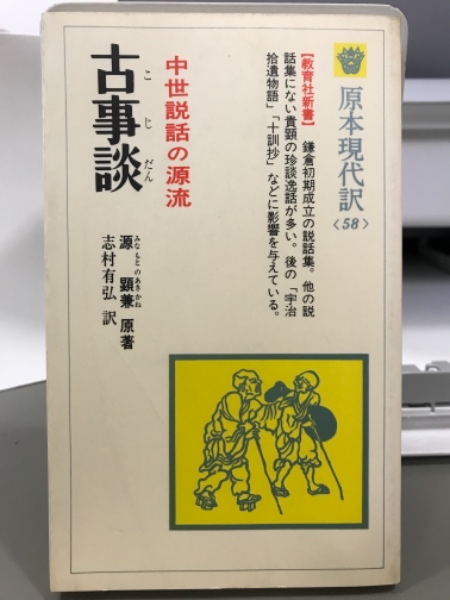 原本現代訳〈58〉
【教育社新書】 鎌倉初期成立の説話集。他の説
話集にない貴顕の珍談逸話が多い。後の「宇治
拾遺物語」「十訓抄」などに影響を与えている。
中世説話の源流
古事談
こじだん
源 顕兼 原著
みなもとのあきかね
志村有弘 訳